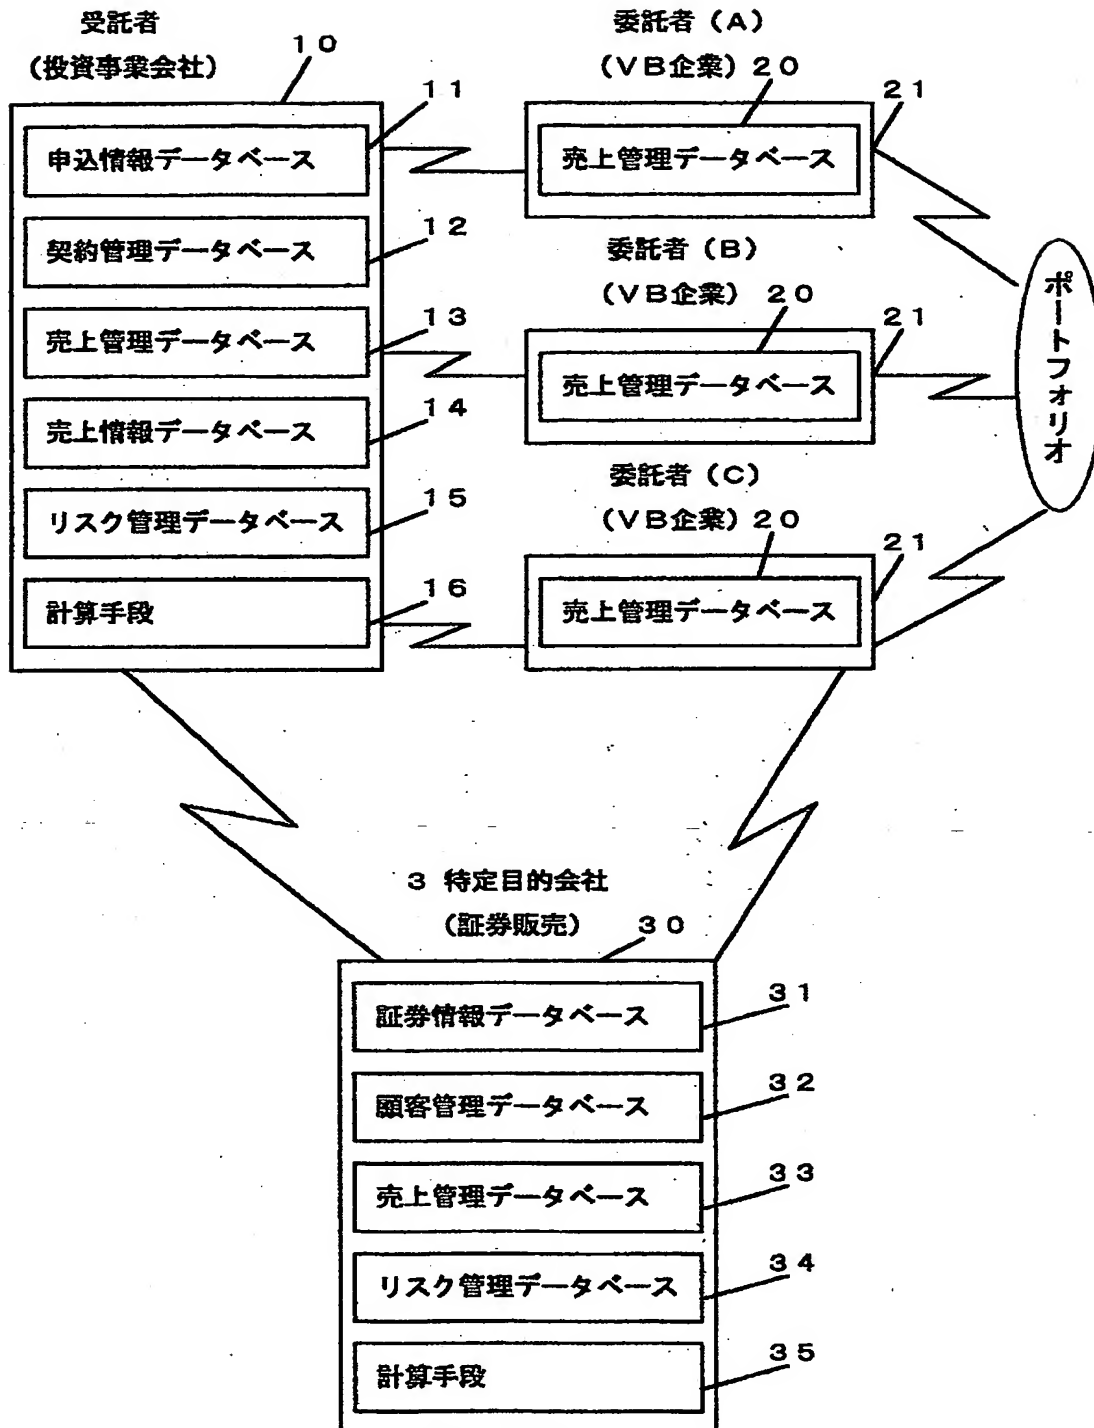 受託者
(投資事業会社)
10
11
申込情報データベース
12
契約管理データベース
13
売上管理データベース
14
売上情報データベース
15
リスク管理データベース
16
計算手段
委託者(A)
(VB企業)20
21
売上管理データベース
委託者(B)
(VB企業) 20
21
売上管理データベース
委託者(C)
(VB企業)20
21
売上管理データベース
ポートフォリオ
3 特定目的会社
(証券販売)
30
31
証券情報データベース
32
顧客管理データベース
33
売上管理データベース
34
リスク管理データベース
35
計算手段